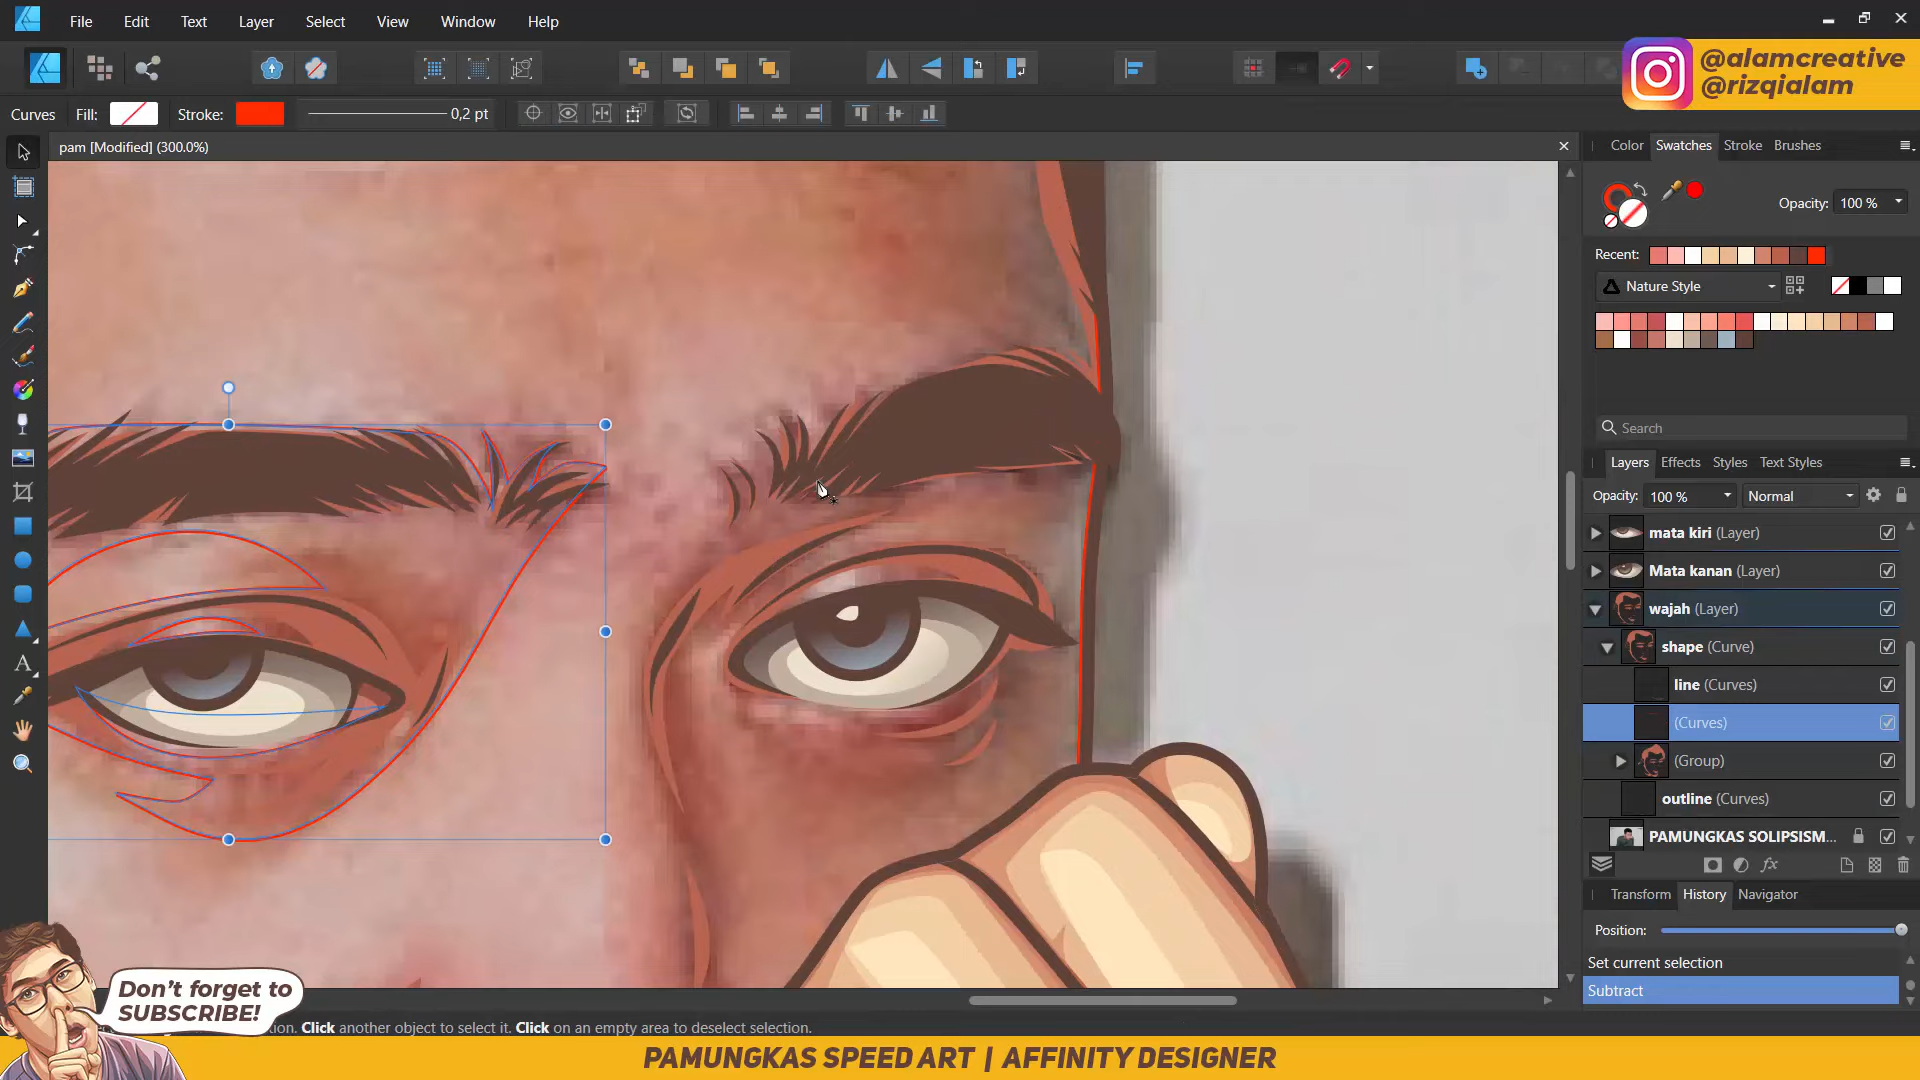 File Edit Text Layer Select View Window Help
@alamcreative
@rizqialam
Curves Fill: Stroke: 0,2 pt
pam [Modified] (300.0%)
Color Swatches Stroke Brushes
Opacity: 100 %
Recent:
Nature Style
Search
Layers Effects Styles Text Styles
Opacity: 100 % Normal
mata kiri (Layer)
Mata kanan (Layer)
wajah (Layer)
shape (Curve)
line (Curves)
(Curves)
(Group)
outline (Curves)
PAMUNGKAS SOLIPSISM...
Transform History Navigator
Position:
Set current selection
Subtract
Don't forget to
SUBSCRIBE!
Click another object to select it. Click on an empty area to deselect selection.
PAMUNGKAS SPEED ART | AFFINITY DESIGNER